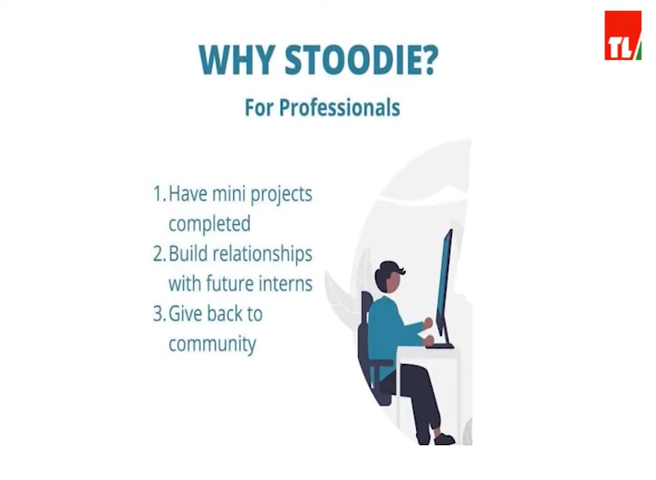 TL
WHY STOODIE?
For Professionals
1. Have mini projects
completed
2. Build relationships
with future interns
3. Give back to
community